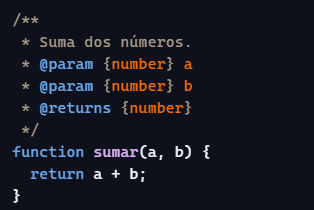 /**
 * Suma dos números.
 * @param {number} a
 * @param {number} b
 * @returns {number}
 */
function sumar(a, b) {
  return a + b;
}